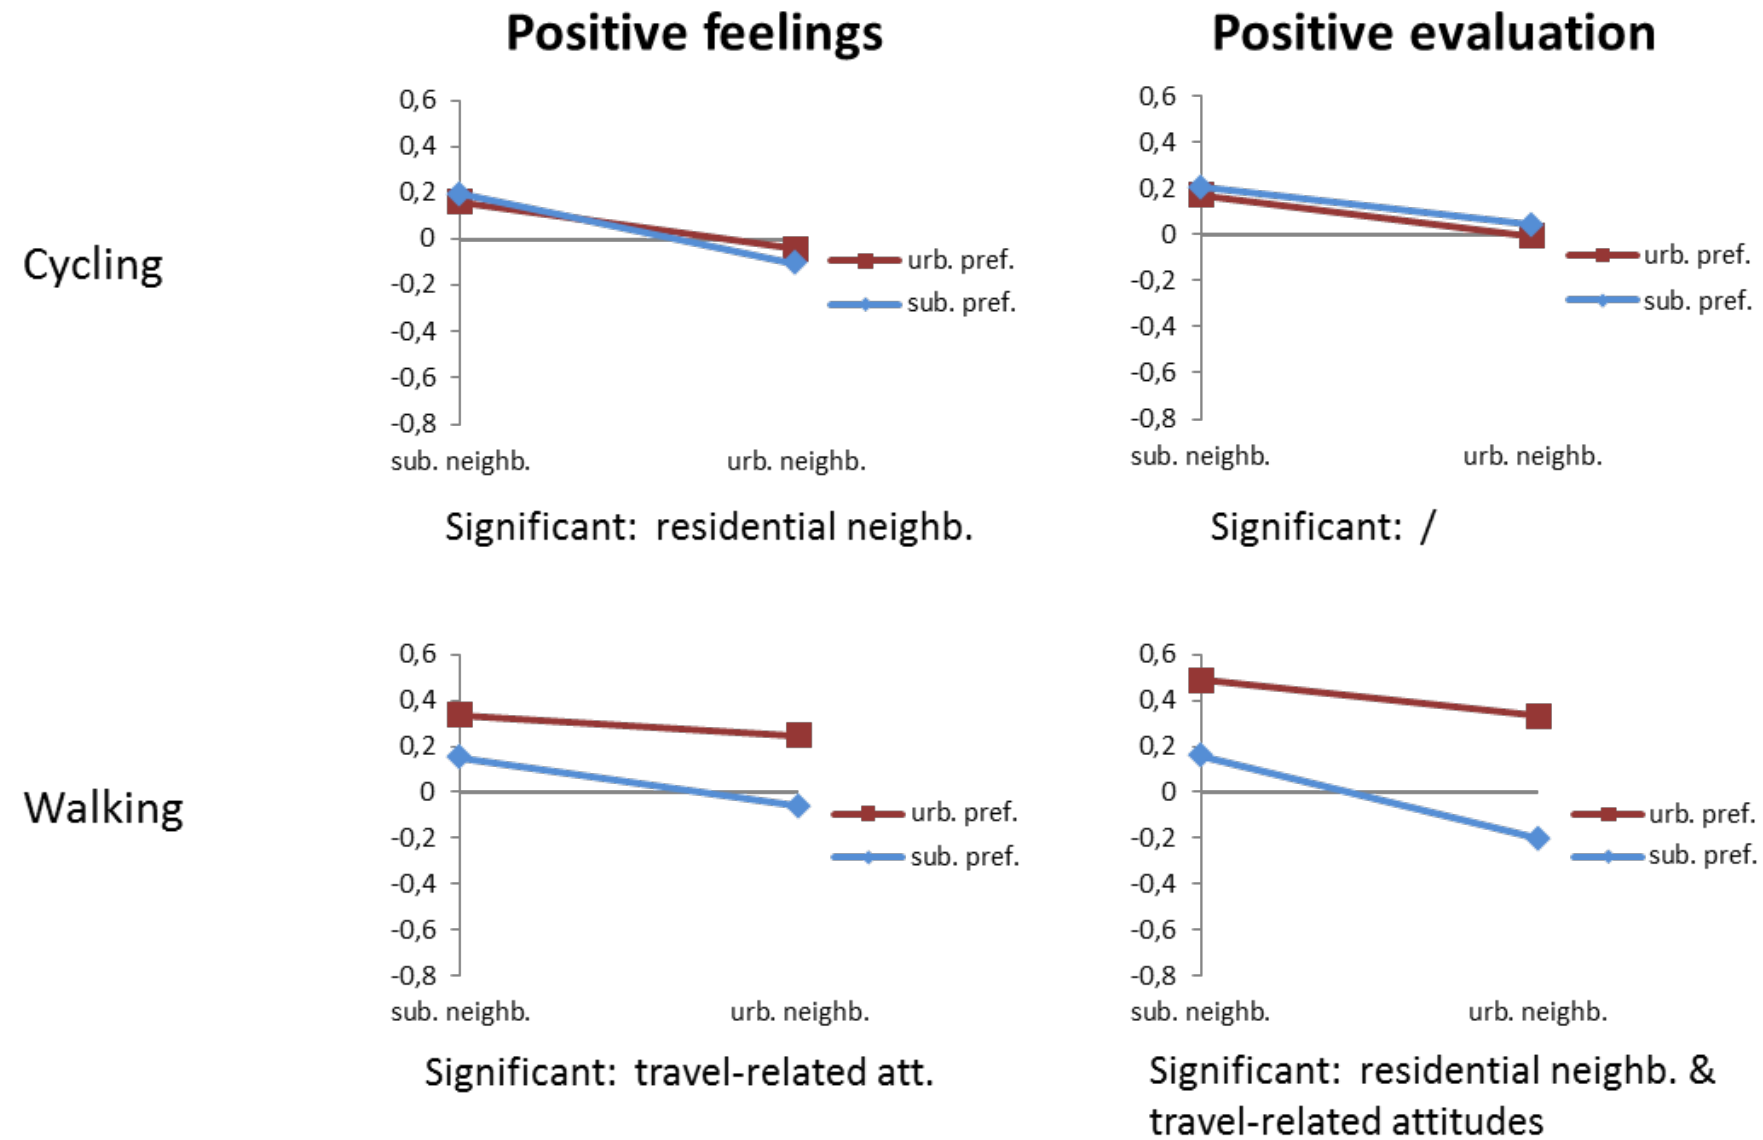 Positive feelings
Positive evaluation
Cycling
0,6
0,4
0,2
0
-0,2
-0,4
-0,6
-0,8
sub. neighb.
urb. neighb.
urb. pref.
sub. pref.
Significant: residential neighb.
0,6
0,4
0,2
0
-0,2
-0,4
-0,6
-0,8
sub. neighb.
urb. neighb.
urb. pref.
sub. pref.
Significant: /
Walking
0,6
0,4
0,2
0
-0,2
-0,4
-0,6
-0,8
sub. neighb.
urb. neighb.
urb. pref.
sub. pref.
Significant: travel-related att.
0,6
0,4
0,2
0
-0,2
-0,4
-0,6
-0,8
sub. neighb.
urb. neighb.
urb. pref.
sub. pref.
Significant: residential neighb. &
travel-related attitudes